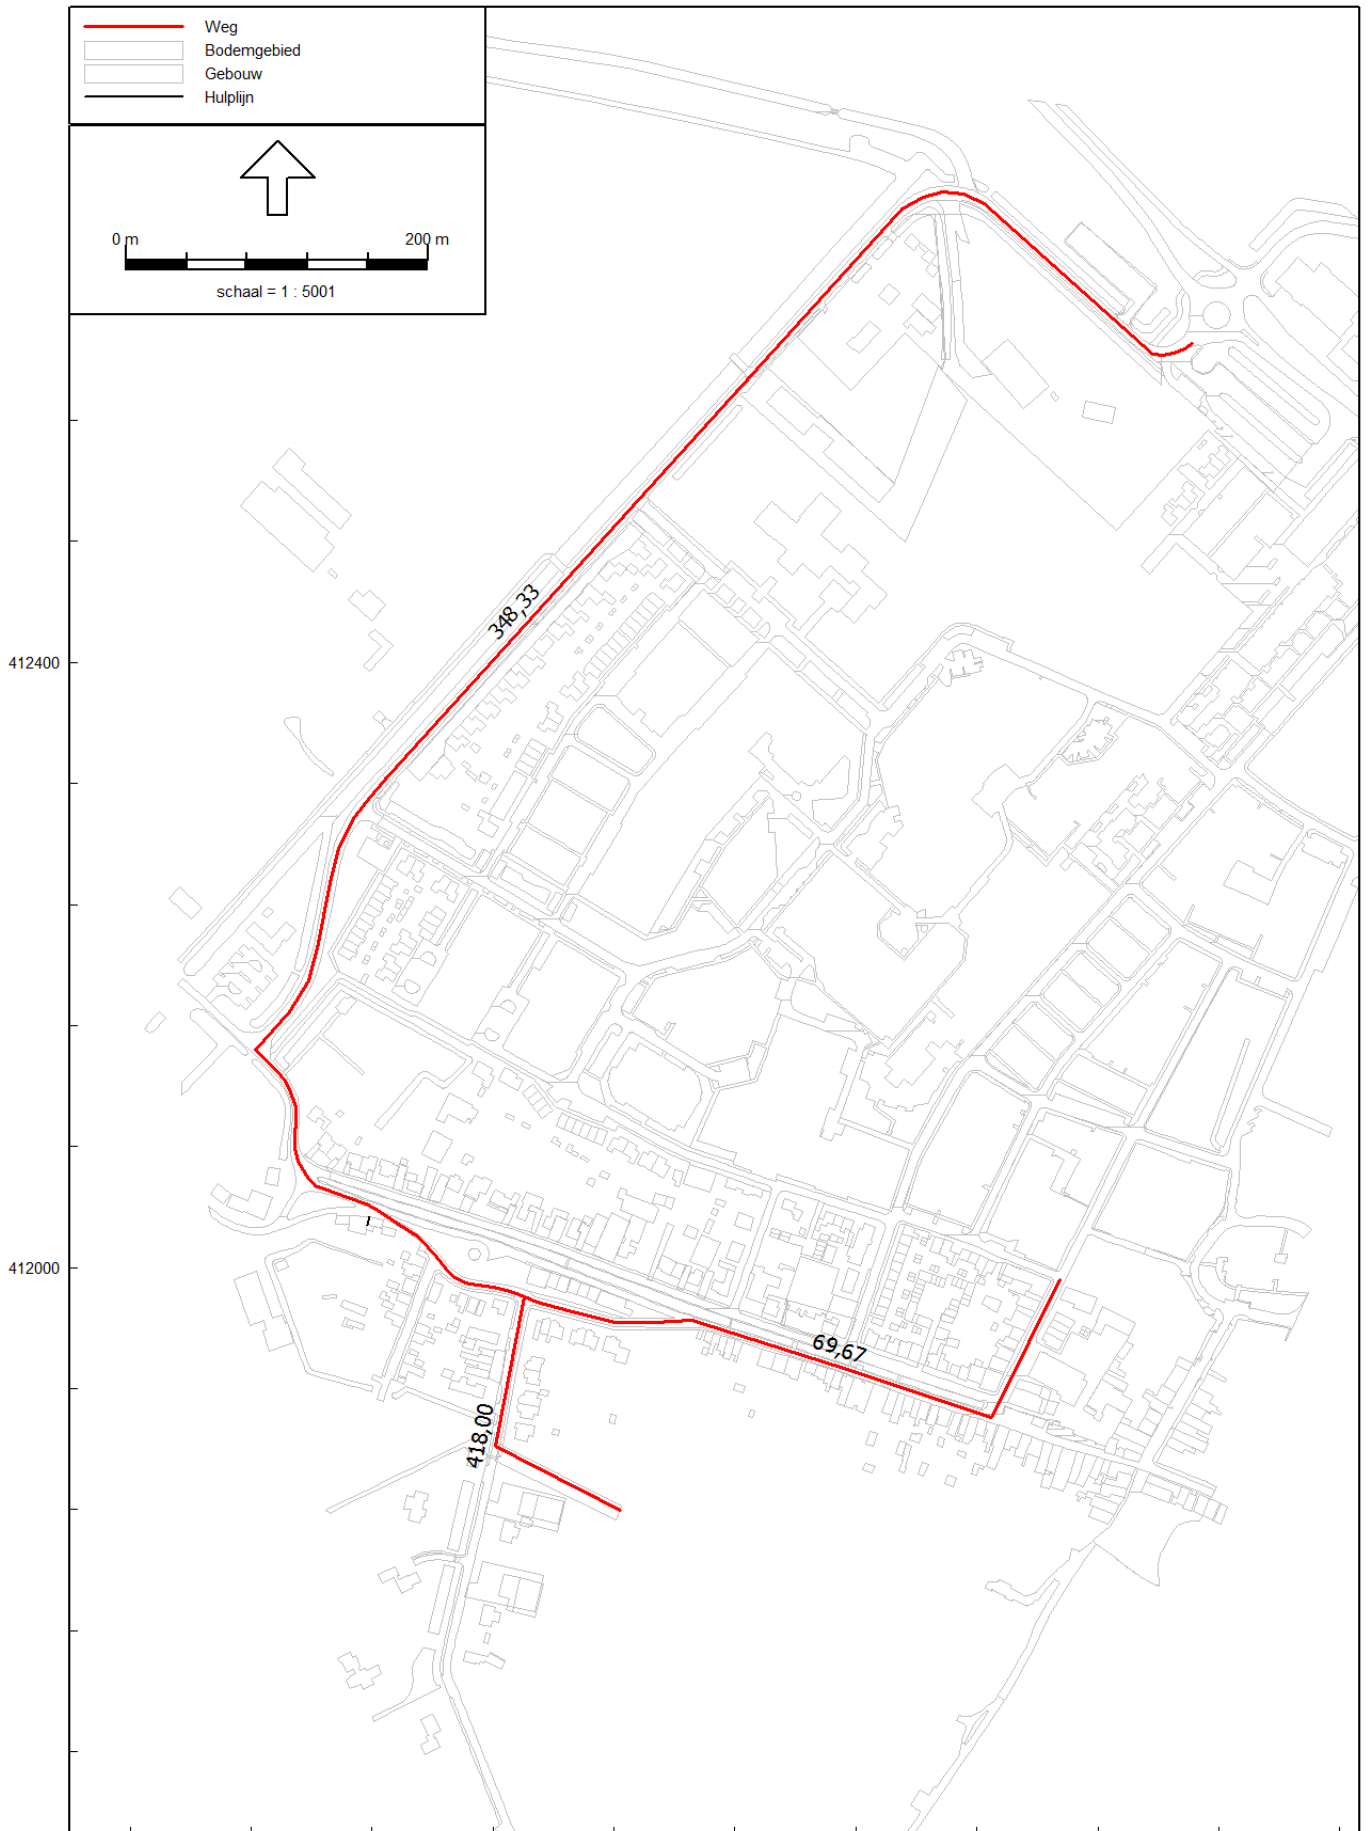 Weg
Bodemgebied
Gebouw
Hulplijn
0 m 200 m
schaal = 1 : 5001
348,33
412400
412000
69,67
418,00